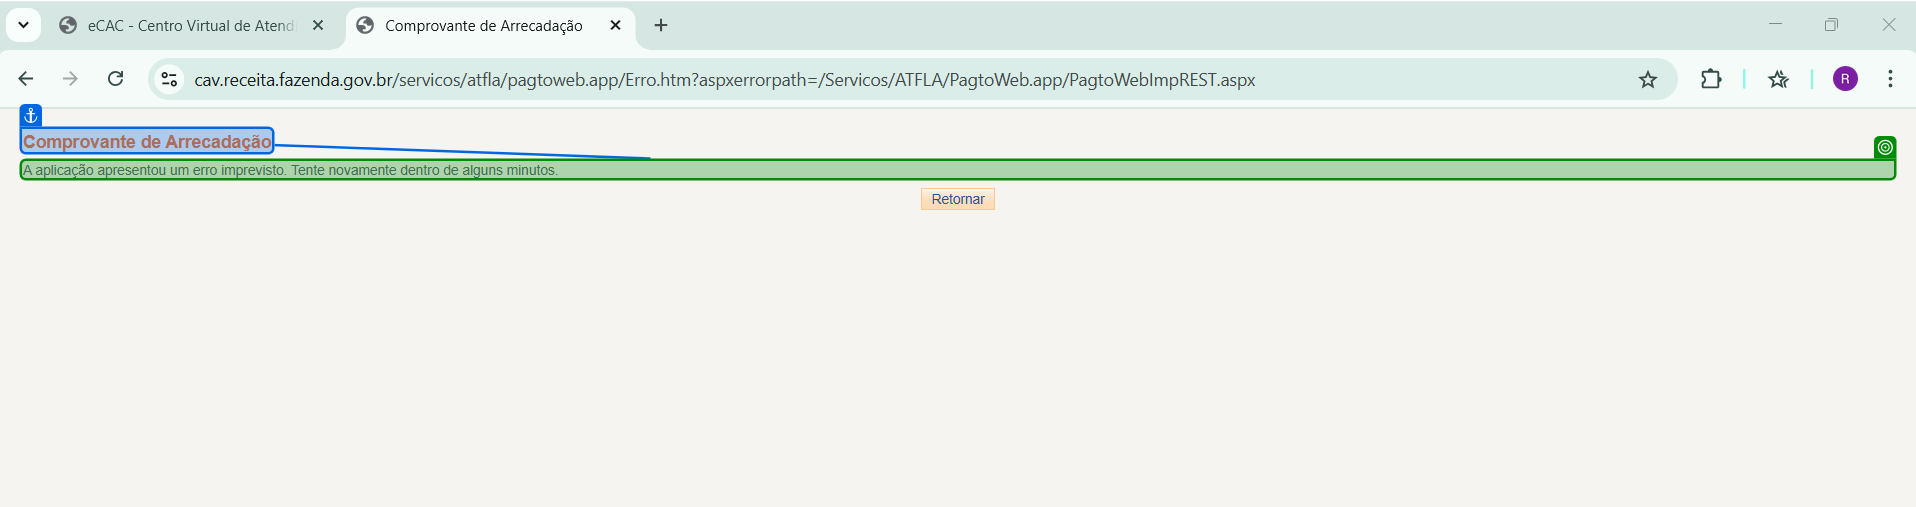 eCAC - Centro Virtual de Atend
Comprovante de Arrecadação
cav.receita.fazenda.gov.br/servicos/atfla/pagtoweb.app/Erro.htm?aspxerrorpath=/Servicos/ATFLA/PagtoWeb.app/PagtoWebImpREST.aspx
R
Comprovante de Arrecadação
A aplicação apresentou um erro imprevisto. Tente novamente dentro de alguns minutos.
Retornar